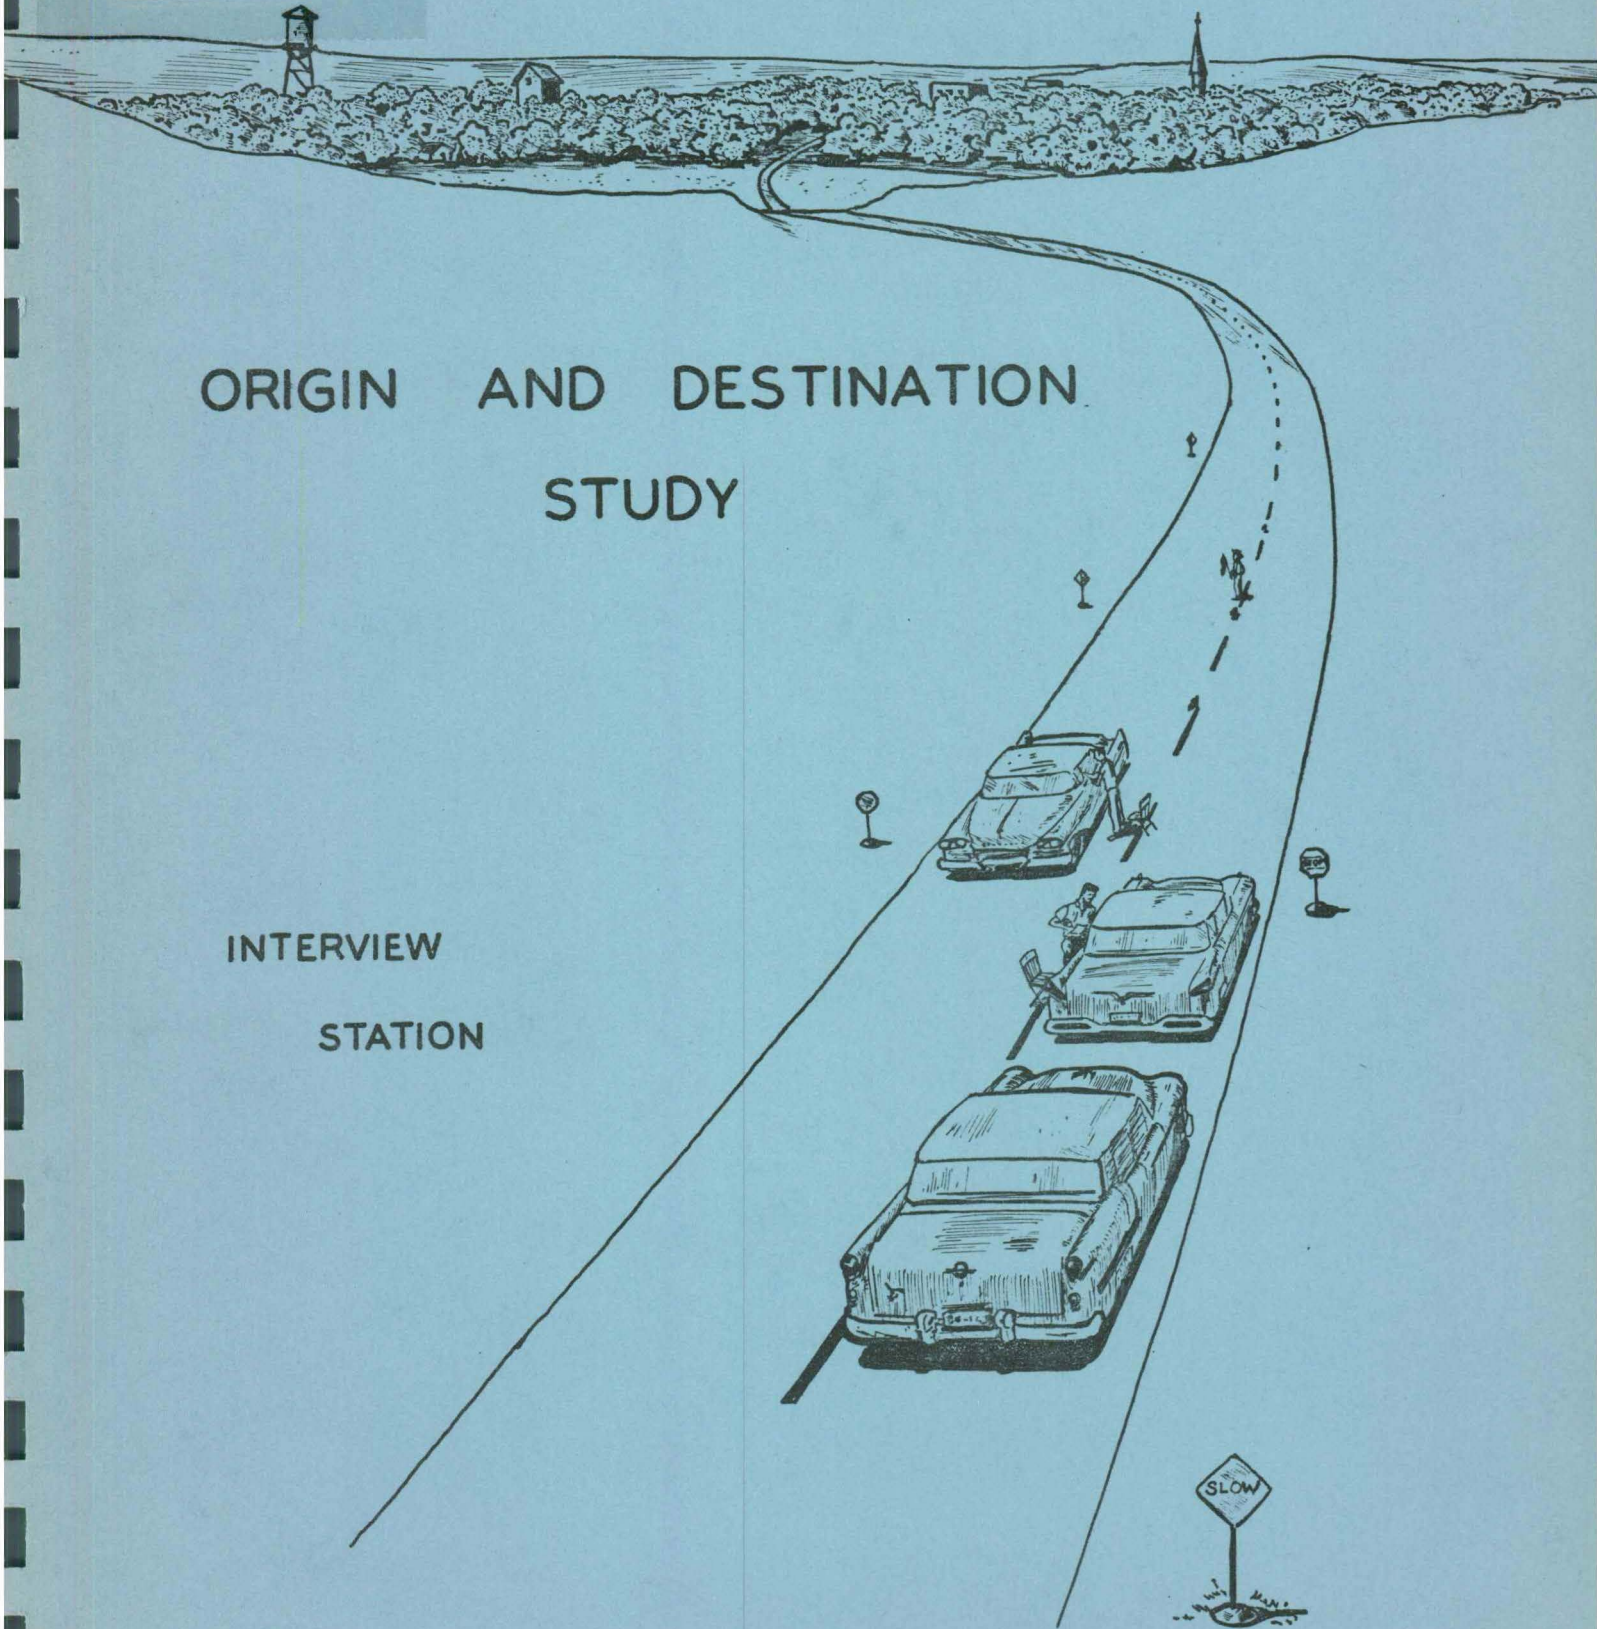 ORIGIN AND DESTINATION
STUDY
INTERVIEW
STATION
SLOW